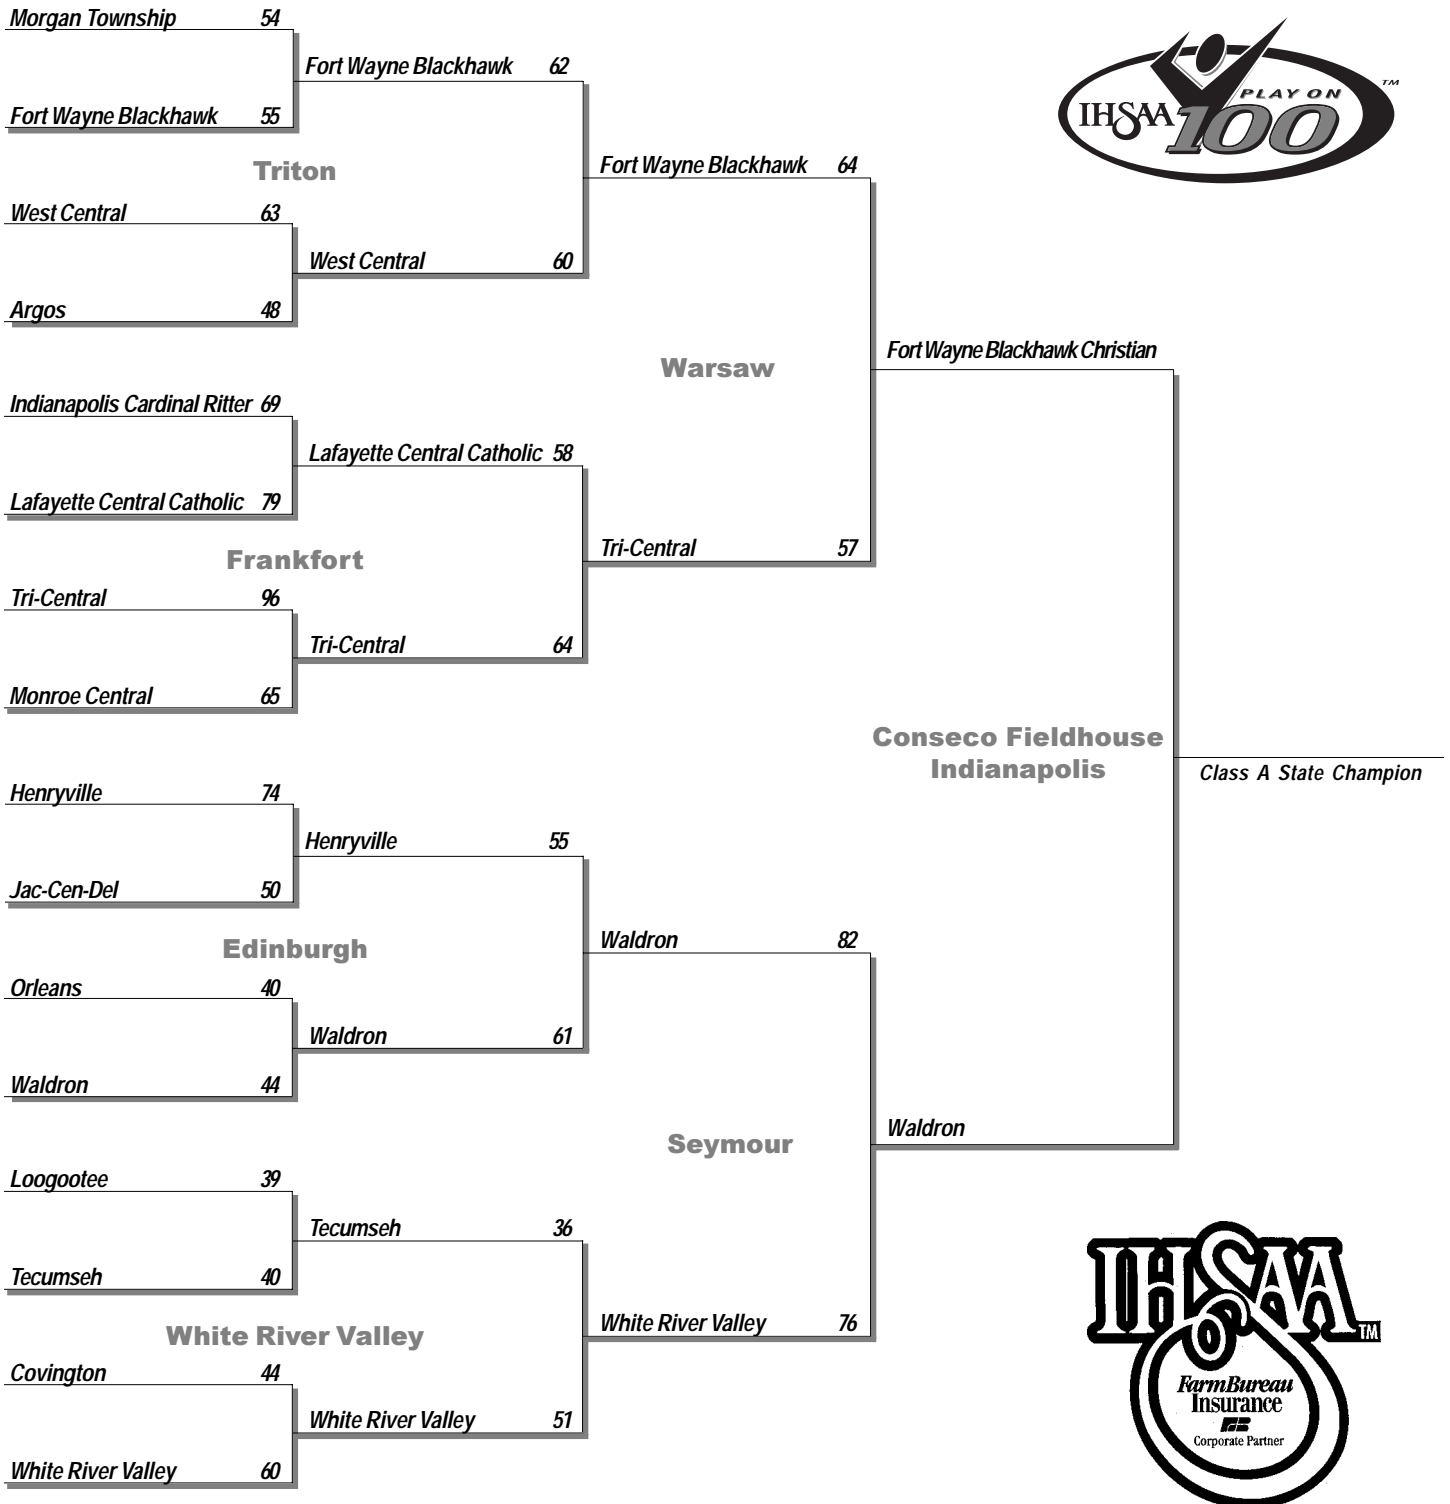 Morgan Township 54
Fort Wayne Blackhawk 62
Fort Wayne Blackhawk 55
Triton
Fort Wayne Blackhawk 64
West Central 63
West Central 60
Argos 48
IHSAA PLAY ON 100 ™
Warsaw
Fort Wayne Blackhawk Christian
Indianapolis Cardinal Ritter 69
Lafayette Central Catholic 58
Lafayette Central Catholic 79
Frankfort
Tri-Central 57
Tri-Central 96
Tri-Central 64
Monroe Central 65
Conseco Fieldhouse
Indianapolis
Class A State Champion
Henryville 74
Henryville 55
Jac-Cen-Del 50
Edinburgh
Waldron 82
Orleans 40
Waldron 61
Waldron 44
Seymour
Waldron
Loogootee 39
Tecumseh 36
Tecumseh 40
White River Valley
White River Valley 76
Covington 44
White River Valley 51
White River Valley 60
IHSAA TM
FarmBureau
Insurance
FB
Corporate Partner